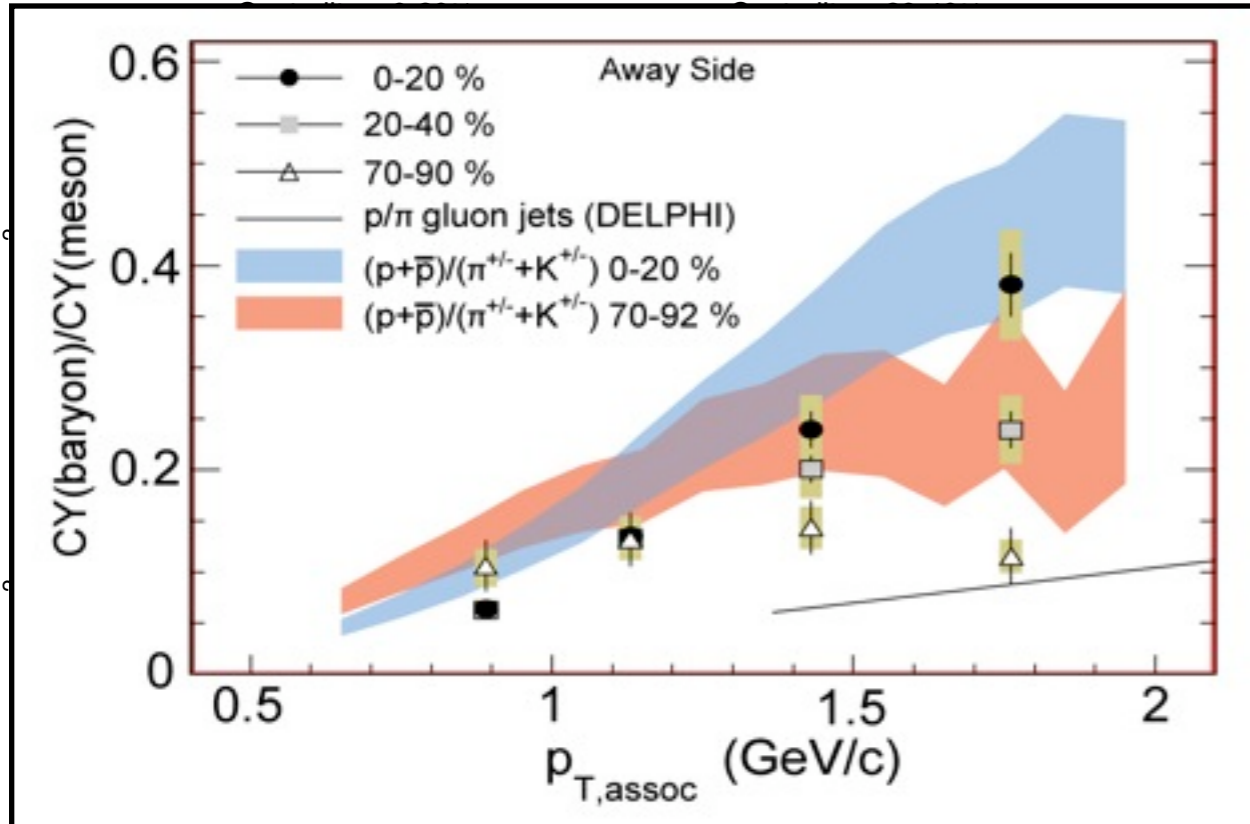 Away Side
0-20 %
20-40 %
70-90 %
p/π gluon jets (DELPHI)
(p+p̅)/(π⁺/⁻+K⁺/⁻) 0-20 %
(p+p̅)/(π⁺/⁻+K⁺/⁻) 70-92 %
CY(baryon)/CY(meson)
0.6
0.4
0.2
0
0.5
1
1.5
2
p_T,assoc (GeV/c)